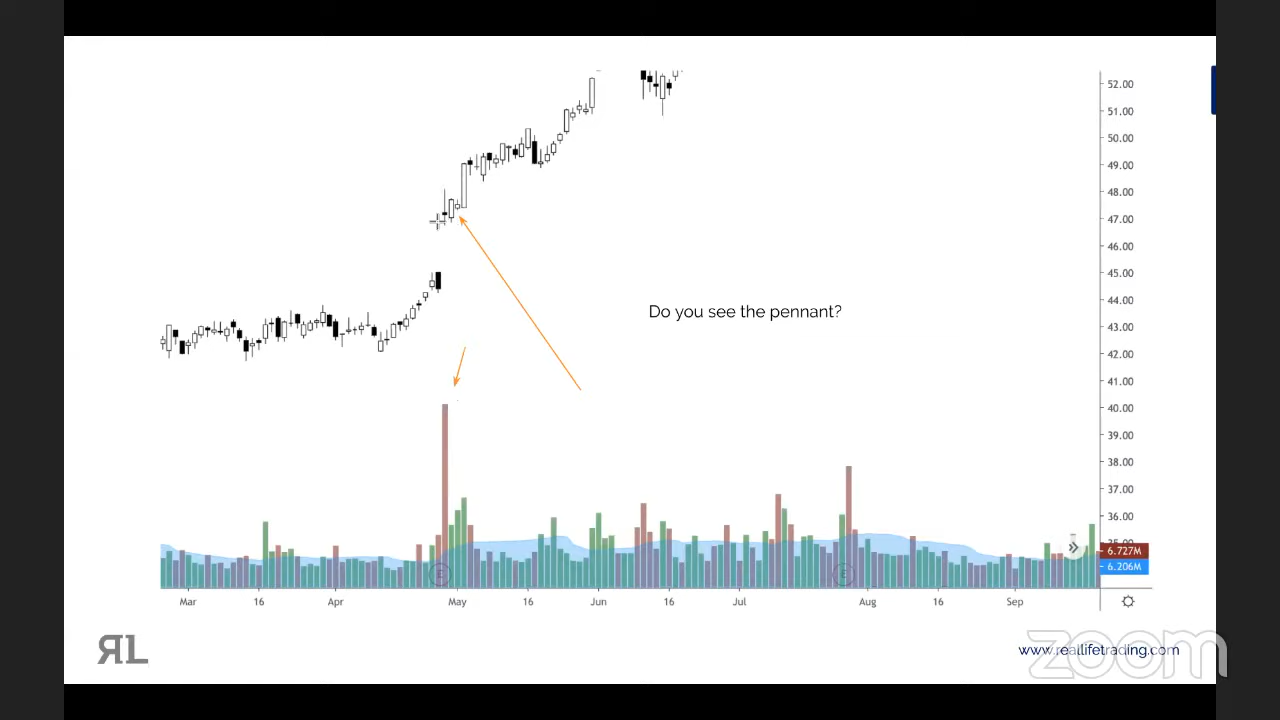 52.00
51.00
50.00
49.00
48.00
47.00
46.00
45.00
Do you see the pennant?
44.00
43.00
42.00
41.00
40.00
39.00
38.00
37.00
36.00
35.00
6.727M
6.206M
E E
Mar 16 Apr May 16 Jun 16 Jul Aug 16 Sep
RL
www.reallifetrading.com
zoom